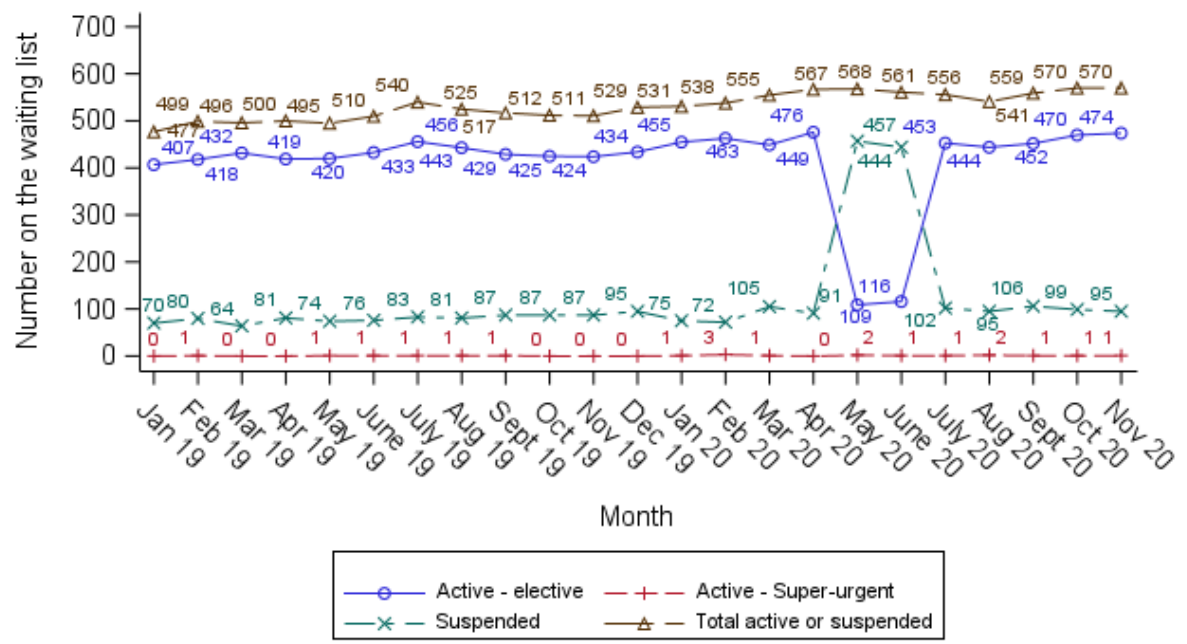 Number on the waiting list
700
600
500
400
300
200
100
0
477 499 496 500 495 510 540 525 517 512 511 529 531 538 555 567 568 561 556 541 559 570 570
407 418 432 419 420 433 456 443 429 425 424 434 455 463 449 476 109 116 453 444 452 470 474
70 80 64 81 74 76 83 81 87 87 87 95 75 72 105 91 457 444 102 95 106 99 95
0 1 0 0 1 1 1 1 1 0 0 0 1 3 1 0 2 1 1 2 1 1 1
Jan 19
Feb 19
Mar 19
Apr 19
May 19
June 19
July 19
Aug 19
Sept 19
Oct 19
Nov 19
Dec 19
Jan 20
Feb 20
Mar 20
Apr 20
May 20
June 20
July 20
Aug 20
Sept 20
Oct 20
Nov 20
Month
Active - elective
Active - Super-urgent
Suspended
Total active or suspended